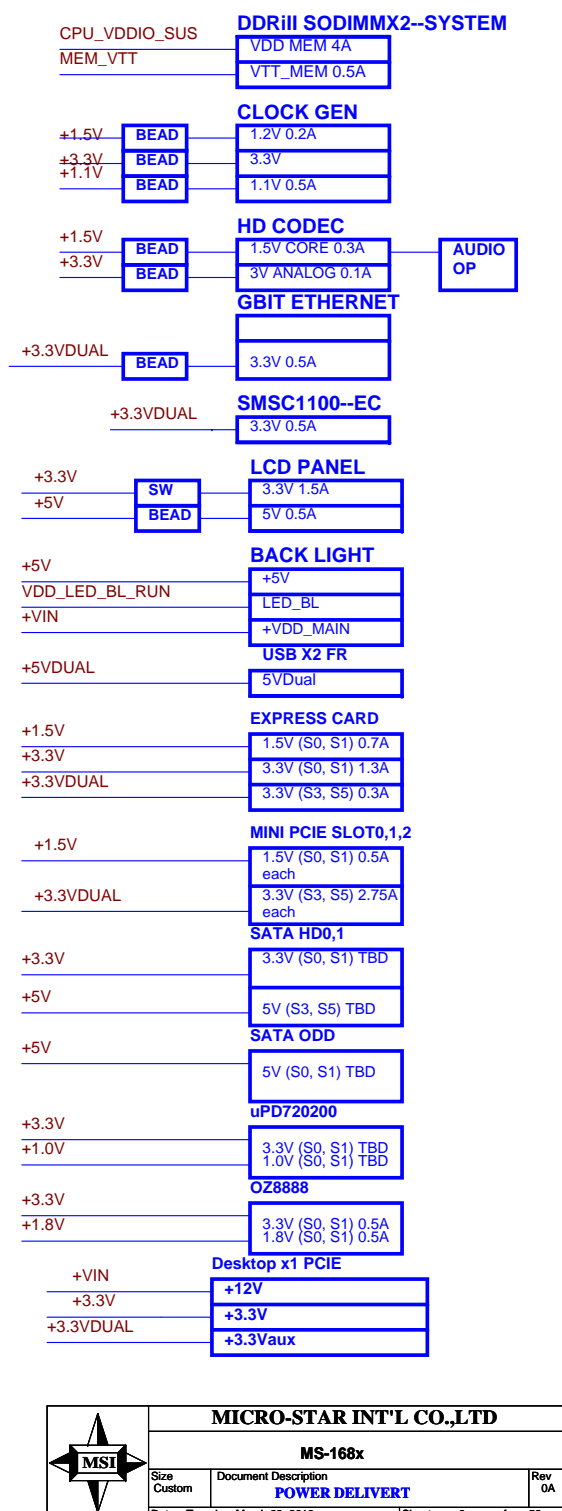 DDRiII SODIMMX2--SYSTEM
CPU_VDDIO_SUS
VDD MEM 4A
MEM_VTT
VTT_MEM 0.5A
CLOCK GEN
+1.5V
BEAD
1.2V 0.2A
+3.3V
BEAD
3.3V
+1.1V
BEAD
1.1V 0.5A
HD CODEC
+1.5V
BEAD
1.5V CORE 0.3A
AUDIO
OP
+3.3V
BEAD
3V ANALOG 0.1A
GBIT ETHERNET
+3.3VDUAL
BEAD
3.3V 0.5A
SMSC1100--EC
+3.3VDUAL
3.3V 0.5A
LCD PANEL
+3.3V
SW
3.3V 1.5A
+5V
BEAD
5V 0.5A
BACK LIGHT
+5V
+5V
VDD_LED_BL_RUN
LED_BL
+VIN
+VDD_MAIN
USB X2 FR
+5VDUAL
5VDual
EXPRESS CARD
+1.5V
1.5V (S0, S1) 0.7A
+3.3V
3.3V (S0, S1) 1.3A
+3.3VDUAL
3.3V (S3, S5) 0.3A
MINI PCIE SLOT0,1,2
+1.5V
1.5V (S0, S1) 0.5A
each
+3.3VDUAL
3.3V (S3, S5) 2.75A
each
SATA HD0,1
+3.3V
3.3V (S0, S1) TBD
+5V
5V (S3, S5) TBD
SATA ODD
+5V
5V (S0, S1) TBD
uPD720200
+3.3V
3.3V (S0, S1) TBD
+1.0V
1.0V (S0, S1) TBD
OZ8888
+3.3V
3.3V (S0, S1) 0.5A
+1.8V
1.8V (S0, S1) 0.5A
Desktop x1 PCIE
+VIN
+12V
+3.3V
+3.3V
+3.3VDUAL
+3.3Vaux
MSI
MICRO-STAR INT'L CO.,LTD
MS-168x
Size
Custom
Document Description
POWER DELIVERT
Rev
0A